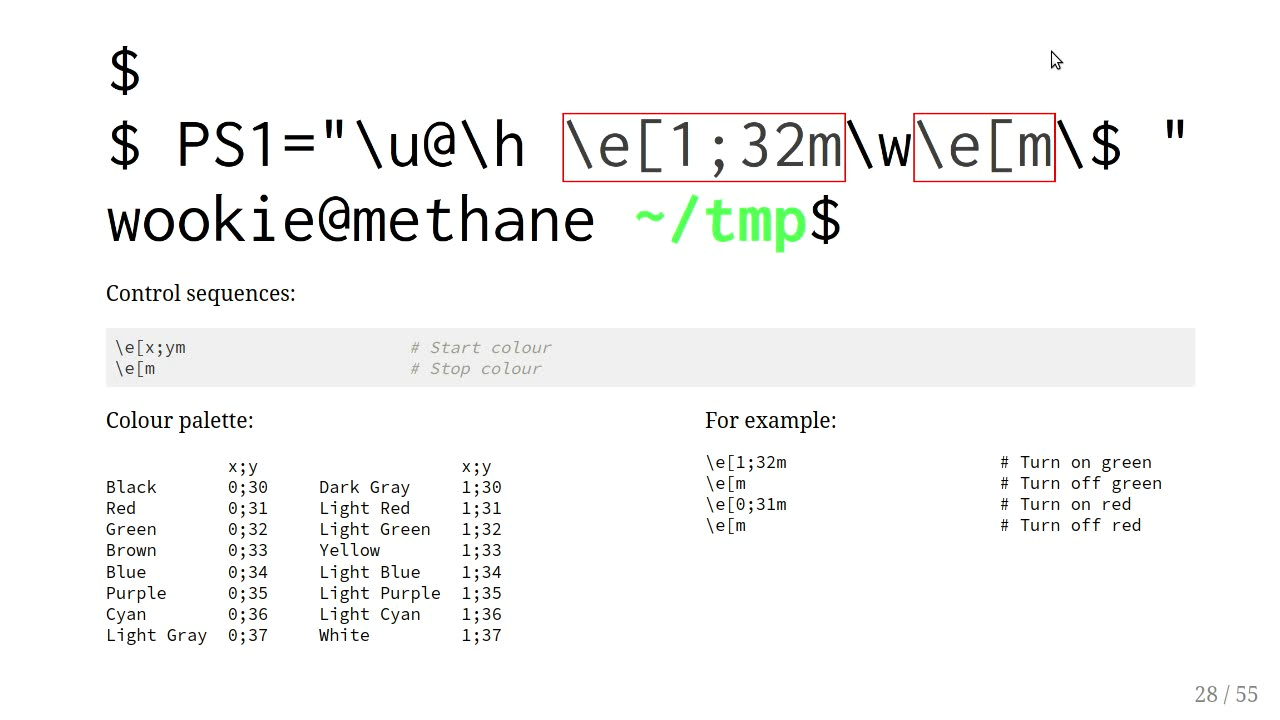 $
$ PS1="\u@\h \e[1;32m\w\e[m\$ "
wookie@methane ~/tmp$
Control sequences:
\e[x;ym # Start colour
\e[m # Stop colour
Colour palette:
x;y x;y
Black 0;30 Dark Gray 1;30
Red 0;31 Light Red 1;31
Green 0;32 Light Green 1;32
Brown 0;33 Yellow 1;33
Blue 0;34 Light Blue 1;34
Purple 0;35 Light Purple 1;35
Cyan 0;36 Light Cyan 1;36
Light Gray 0;37 White 1;37
For example:
\e[1;32m # Turn on green
\e[m # Turn off green
\e[0;31m # Turn on red
\e[m # Turn off red
28 / 55